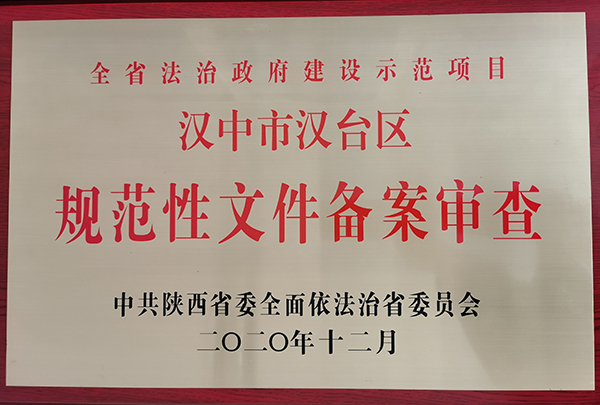 全省法治政府建设示范项目
汉中市汉台区
规范性文件备案审查
中共陕西省委全面依法治省委员会
二〇二〇年十二月